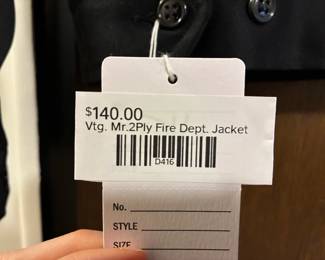 $140.00
Vtg. Mr.2Ply Fire Dept. Jacket
D416
No.
STYLE
SIZE